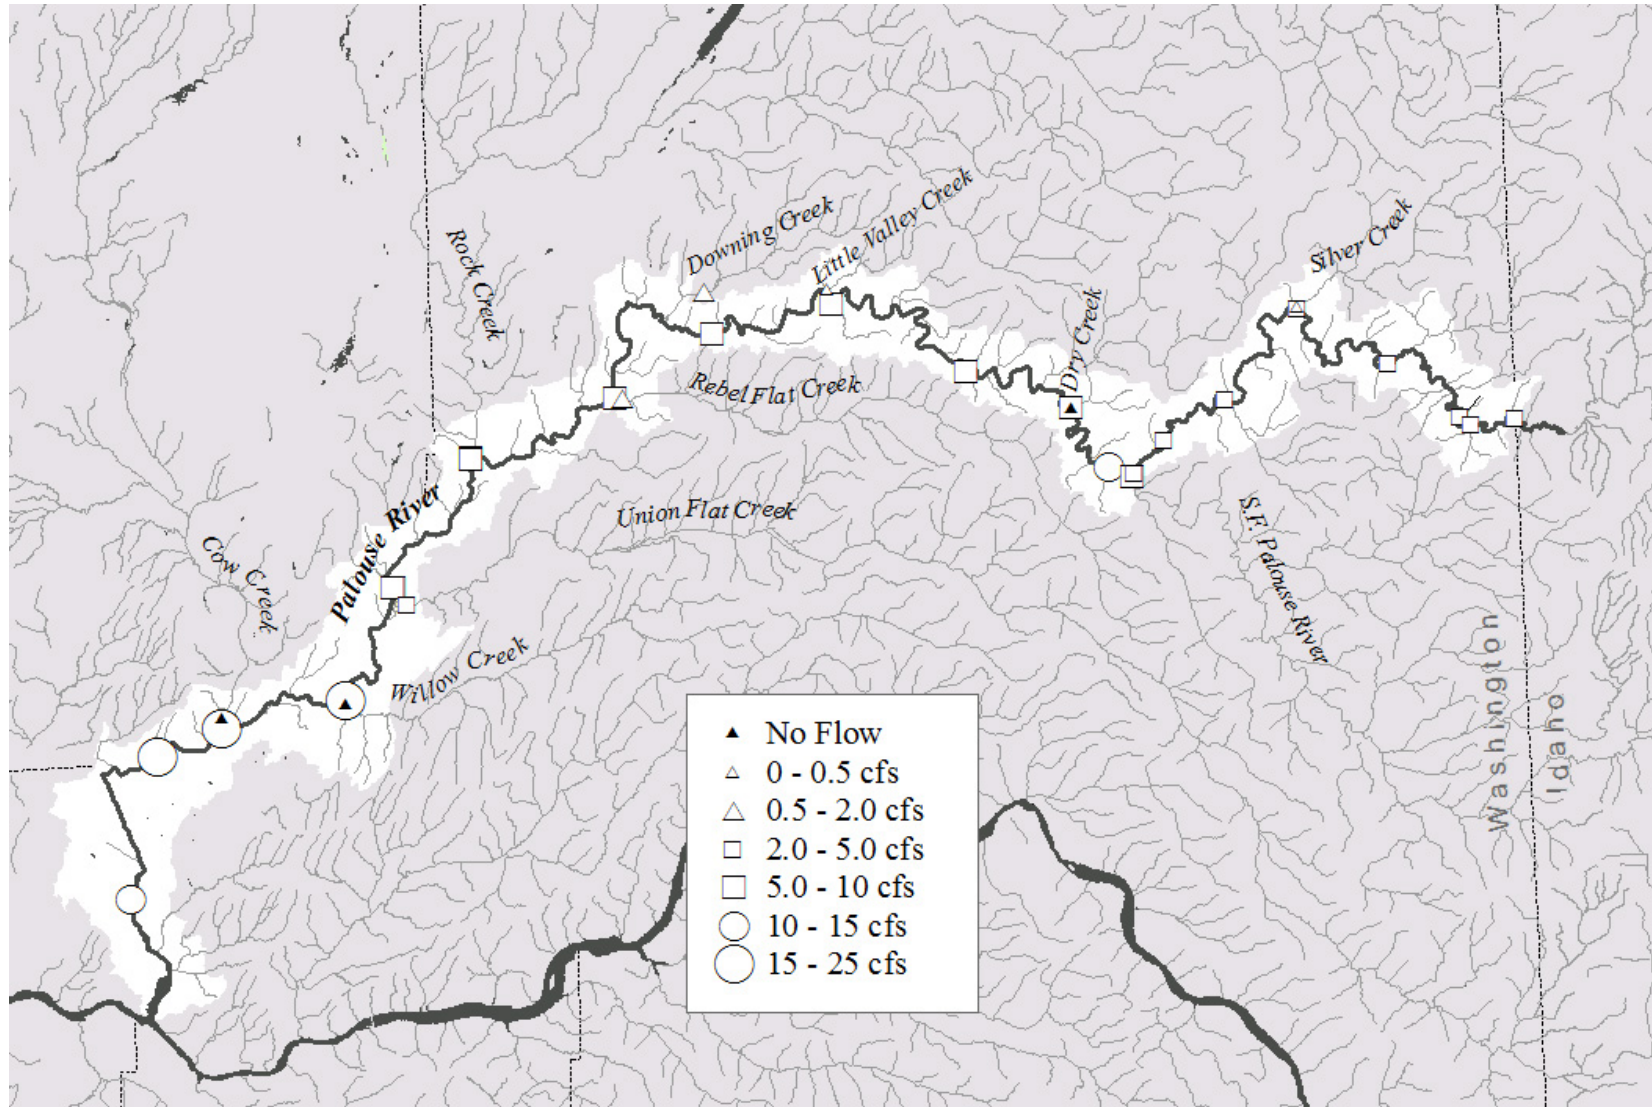 Little Valley Creek
Downing Creek
Silver Creek
Rock Creek
Dry Creek
Rebel Flat Creek
Palouse River
Union Flat Creek
S.F. Palouse River
Cow Creek
Willow Creek
Washington
Idaho
No Flow
0 - 0.5 cfs
0.5 - 2.0 cfs
2.0 - 5.0 cfs
5.0 - 10 cfs
10 - 15 cfs
15 - 25 cfs